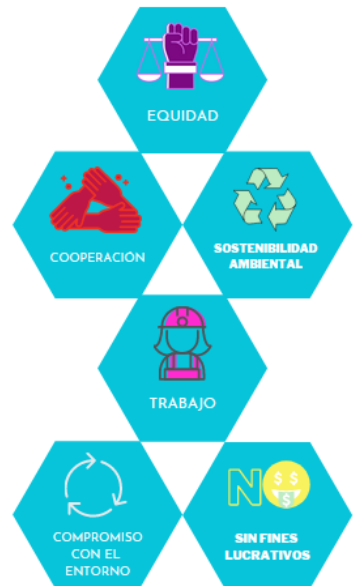 EQUIDAD
COOPERACIÓN
SOSTENIBILIDAD
AMBIENTAL
TRABAJO
COMPROMISO
CON EL
ENTORNO
NO
SIN FINES
LUCRATIVOS